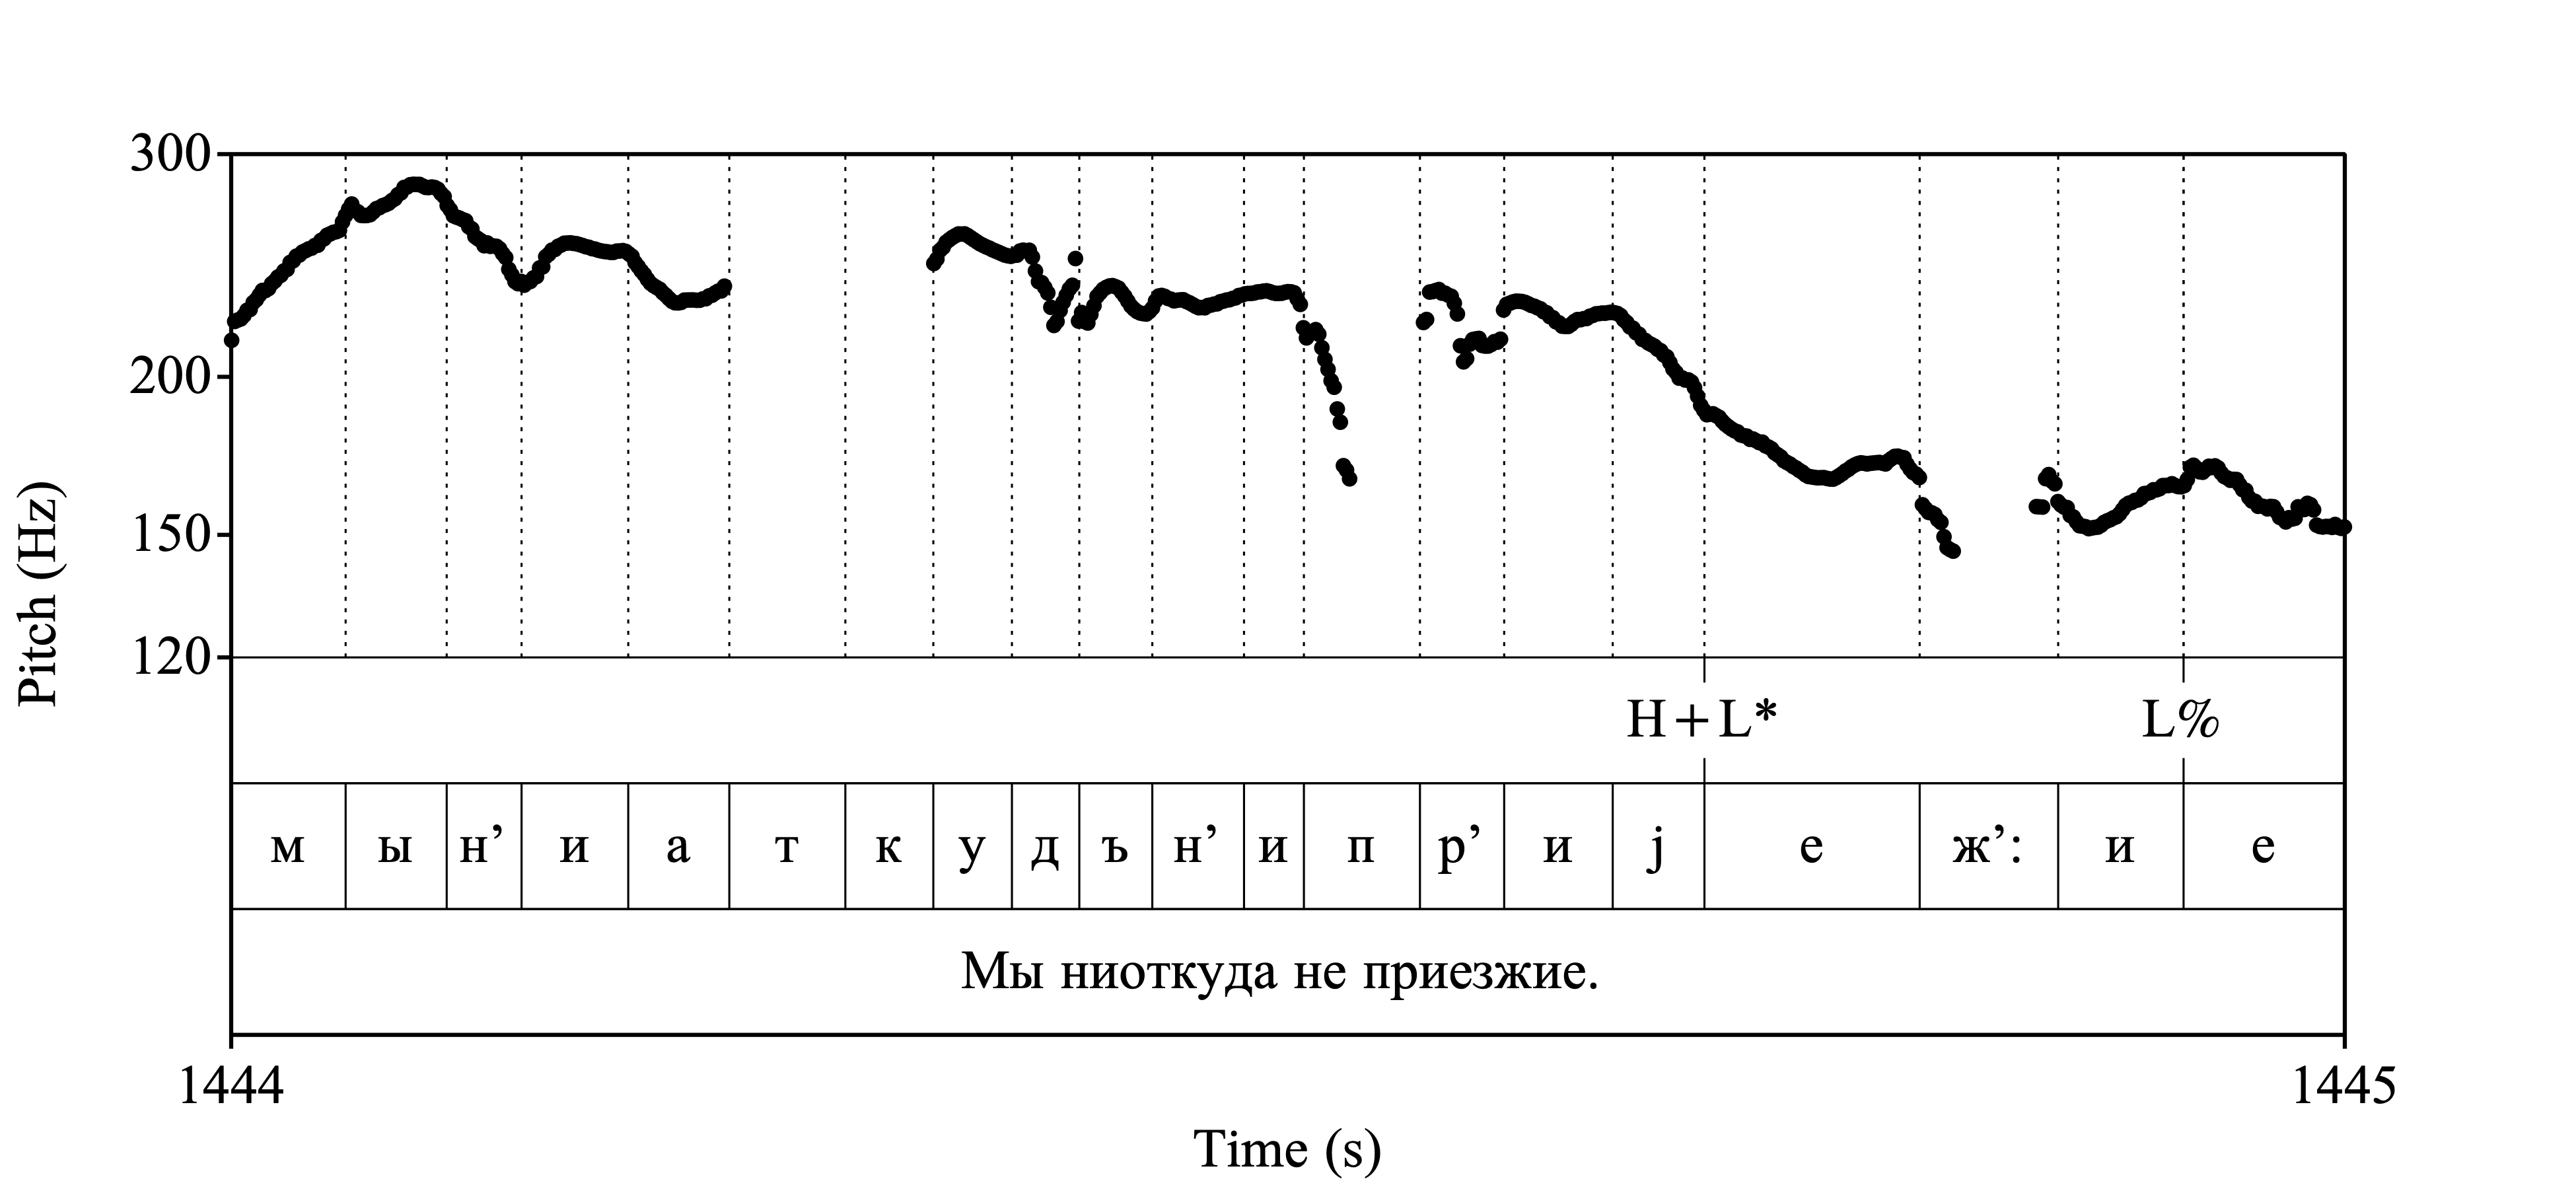 Pitch (Hz)
300
200
150
120
H+L* L%
м ы н’ и а т к у д ъ н’ и п р’ и j е ж’: и е
Мы ниоткуда не приезжие.
1444 1445
Time (s)